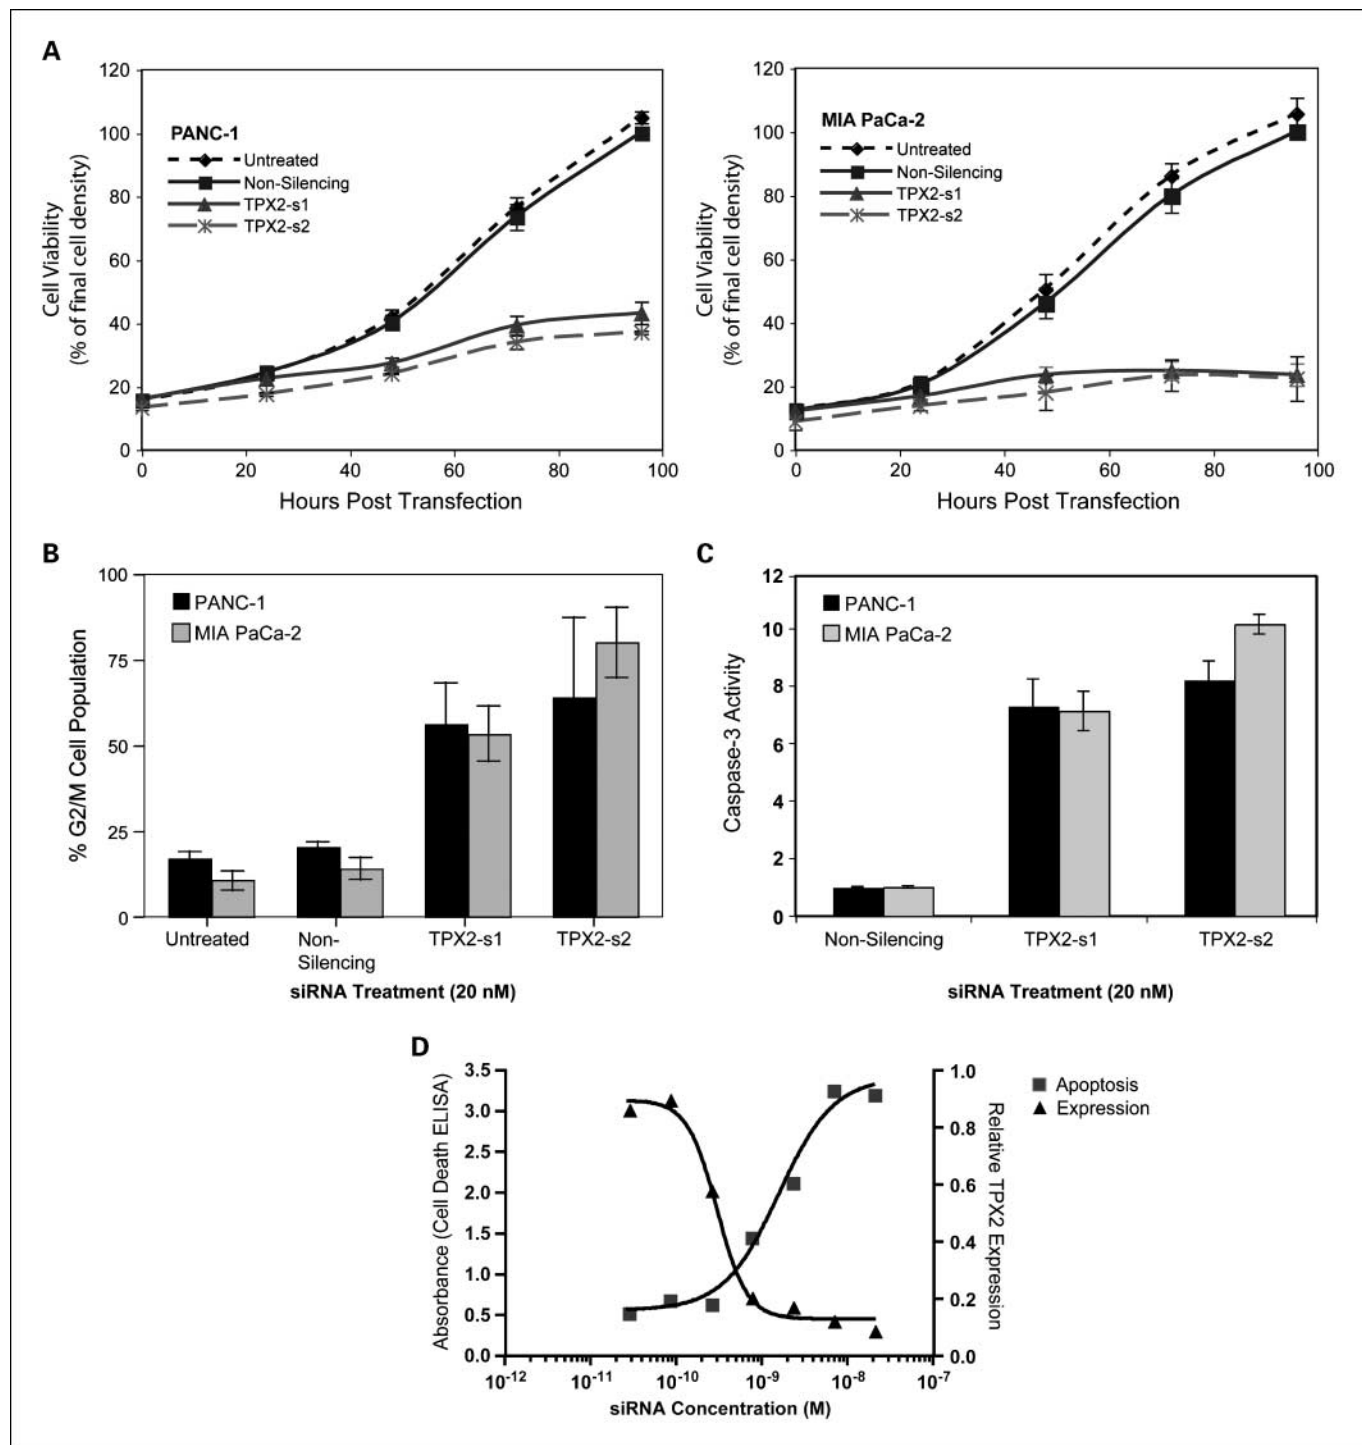 A
120
100
80
60
40
20
0
PANC-1
Untreated
Non-Silencing
TPX2-s1
TPX2-s2
Cell Viability
(% of final cell density)
0 20 40 60 80 100
Hours Post Transfection
120
100
80
60
40
20
0
MIA PaCa-2
Untreated
Non-Silencing
TPX2-s1
TPX2-s2
Cell Viability
(% of final cell density)
0 20 40 60 80 100
Hours Post Transfection
B
100
75
50
25
0
PANC-1
MIA PaCa-2
% G2/M Cell Population
Untreated Non- TPX2-s1 TPX2-s2
Silencing
siRNA Treatment (20 nM)
C
12
10
8
6
4
2
0
PANC-1
MIA PaCa-2
Caspase-3 Activity
Non-Silencing TPX2-s1 TPX2-s2
siRNA Treatment (20 nM)
D
3.5
3.0
2.5
2.0
1.5
1.0
0.5
0.0
Absorbance (Cell Death ELISA)
1.0
0.8
0.6
0.4
0.2
0.0
Relative TPX2 Expression
Apoptosis
Expression
10-12 10-11 10-10 10-9 10-8 10-7
siRNA Concentration (M)